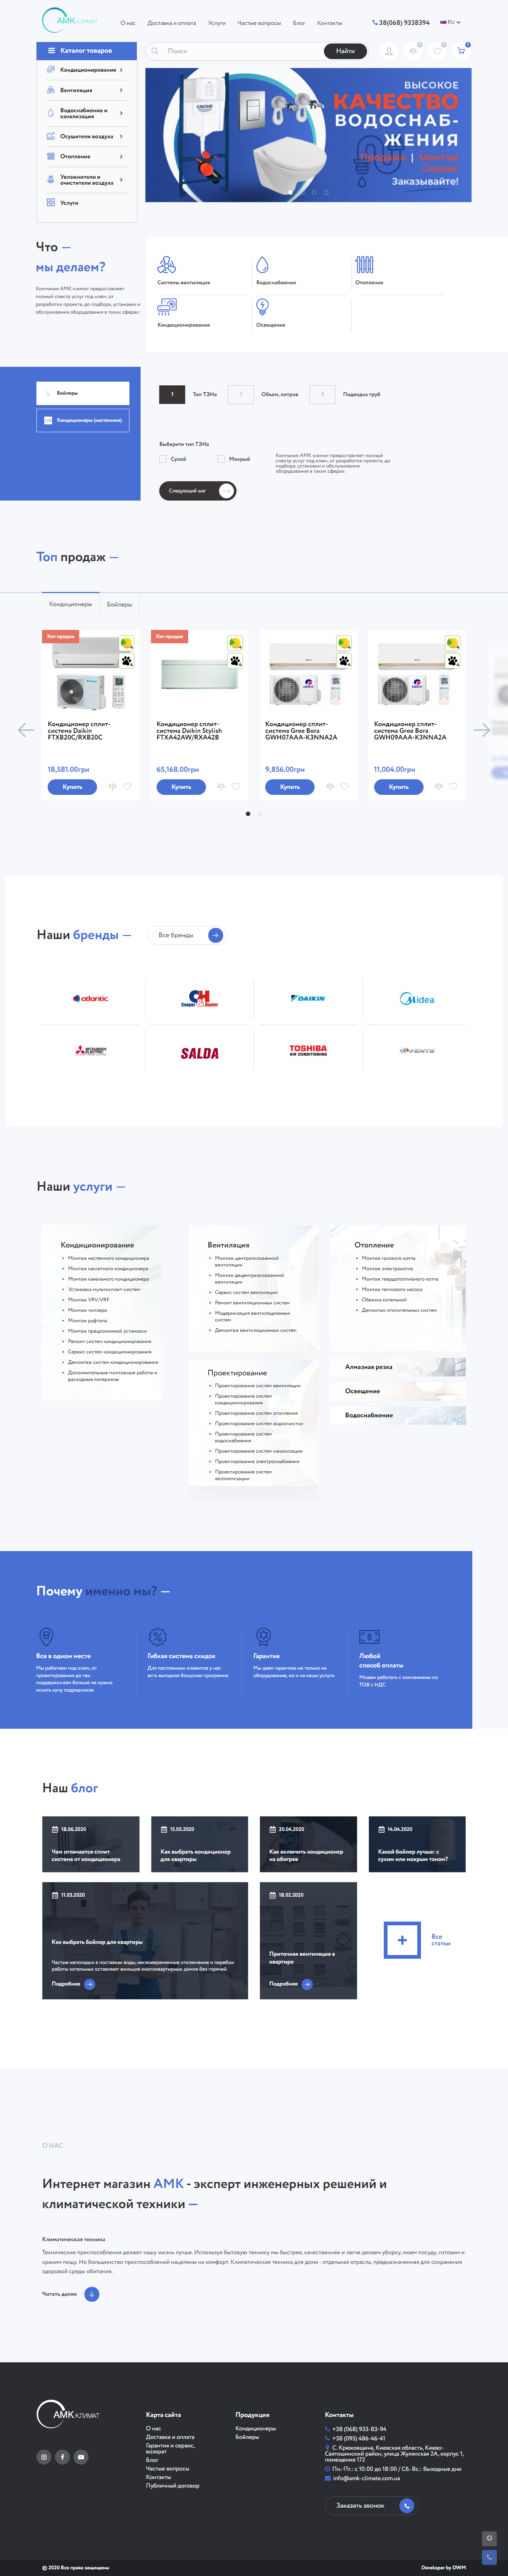 АМК КЛИМАТ
О нас
Доставка и оплата
Услуги
Частые вопросы
Блог
Контакты
38(068) 9338394
RU
Каталог товаров
Поиск
Найти
Кондиционирование
Вентиляция
Водоснабжение и
канализация
Осушители воздуха
Отопление
Увлажнители и
очистители воздуха
Услуги
GROHE
ВЫСОКОЕ
КАЧЕСТВО
ВОДОСНАБ-
ЖЕНИЯ
Продажа | Монтаж
Сервис
Заказывайте!
Что —
мы делаем?
Компания АМК климат предоставляет
полный спектр услуг под ключ, от
разработки проекта, до подбора, установки и
обслуживания оборудования в таких сферах:
Системы вентиляции
Водоснабжение
Отопление
Кондиционирование
Освещение
Бойлеры
Кондиционеры (настенные)
1
Тип ТЭНа
2
Объем, литров
3
Подводка труб
Выберите тип ТЭНа
Сухой
Мокрый
Компания АМК климат предоставляет полный
спектр услуг под ключ, от разработки проекта, до
подбора, установки и обслуживания
оборудования в таких сферах:
Следующий шаг
Топ продаж —
Кондиционеры
Бойлеры
Хит продаж
Хит продаж
Кондиционер сплит-
система Daikin
FTXB20C/RXB20C
18,581.00грн
Купить
Кондиционер сплит-
система Daikin Stylish
FTXA42AW/RXA42B
65,168.00грн
Купить
Кондиционер сплит-
система Gree Bora
GWH07AAA-K3NNA2A
9,856.00грн
Купить
Кондиционер сплит-
система Gree Bora
GWH09AAA-K3NNA2A
11,004.00грн
Купить
Наши бренды —
Все бренды
atlantic
CH
Cooper & Hunter
DAIKIN
Midea
MITSUBISHI
ELECTRIC
SALDA
TOSHIBA
AIR CONDITIONING
Наши услуги —
Кондиционирование
Монтаж настенного кондиционера
Монтаж кассетного кондиционера
Монтаж канального кондиционера
Установка мультисплит-систем
Монтаж VRV/VRF
Монтаж чиллера
Монтаж руфтопа
Монтаж прецизионной установки
Ремонт систем кондиционирования
Сервис систем кондиционирования
Демонтаж систем кондиционирования
Дополнительные монтажные работы и
расходные материалы
Вентиляция
Монтаж централизованной
вентиляции
Монтаж децентрализованной
вентиляции
Сервис систем вентиляции
Ремонт вентиляционных систем
Модернизация вентиляционных
систем
Демонтаж вентиляционных систем
Проектирование
Проектирование систем вентиляции
Проектирование систем
кондиционирования
Проектирование систем отопления
Проектирование систем водоочистки
Проектирование систем
водоснабжения
Проектирование систем канализации
Проектирование электроснабжения
Проектирование систем
автоматизации
Отопление
Монтаж газового котла
Монтаж электрокотла
Монтаж твердотопливного котла
Монтаж теплового насоса
Обвязка котельной
Демонтаж отопительных систем
Алмазная резка
Освещение
Водоснабжение
Почему именно мы? —
Все в одном месте
Мы работаем под ключ, от
проектирования до тех.
поддержки вам больше не нужно
искать кучу подрядчиков
Гибкая система скидок
Для постоянных клиентов у нас
есть выгодная бонусная программа
Гарантия
Мы даем гарантию не только на
оборудование, но и на наши услуги
Любой
способ оплаты
Можем работать с компаниями по
ТОВ с НДС
Наш блог
18.06.2020
Чем отличается сплит
система от кондиционера
15.05.2020
Как выбрать кондиционер
для квартиры
20.04.2020
Как включить кондиционер
на обогрев
14.04.2020
Какой бойлер лучше: с
сухим или мокрым тэном?
11.03.2020
Как выбрать бойлер для квартиры
Частые неполадки в поставках воды, несвоевременные отключения и перебои
работы котельных оставляют жильцов многоквартирных домов без горячей
Подробнее
18.02.2020
Приточная вентиляция в
квартире
Подробнее
Все
статьи
О НАС
Интернет магазин АМК - эксперт инженерных решений и
климатической техники —
Климатическая техника
Технические приспособления делают нашу жизнь лучше. Используя бытовую технику мы быстрее, качественнее и легче делаем уборку, моем посуду, готовим и
храним пищу. Но большинство приспособлений нацелены на комфорт. Климатическая техника для дома - отдельная отрасль, предназначенная для сохранения
здоровой среды обитания.
Читать далее
АМК КЛИМАТ
Карта сайта
О нас
Доставка и оплата
Гарантия и сервис,
возврат
Блог
Частые вопросы
Контакты
Публичный договор
Продукция
Кондиционеры
Бойлеры
Контакты
+38 (068) 933-83-94
+38 (095) 486-46-41
С. Крюковщина, Киевская область, Киево-
Святошинский район, улица Жулянская 2А, корпус 1,
помещение 172
Пн.-Пт.: с 10:00 до 18:00 / Сб.-Вс.: Выходные дни
info@amk-climate.com.ua
Заказать звонок
© 2020 Все права защищены
Developer by DWM